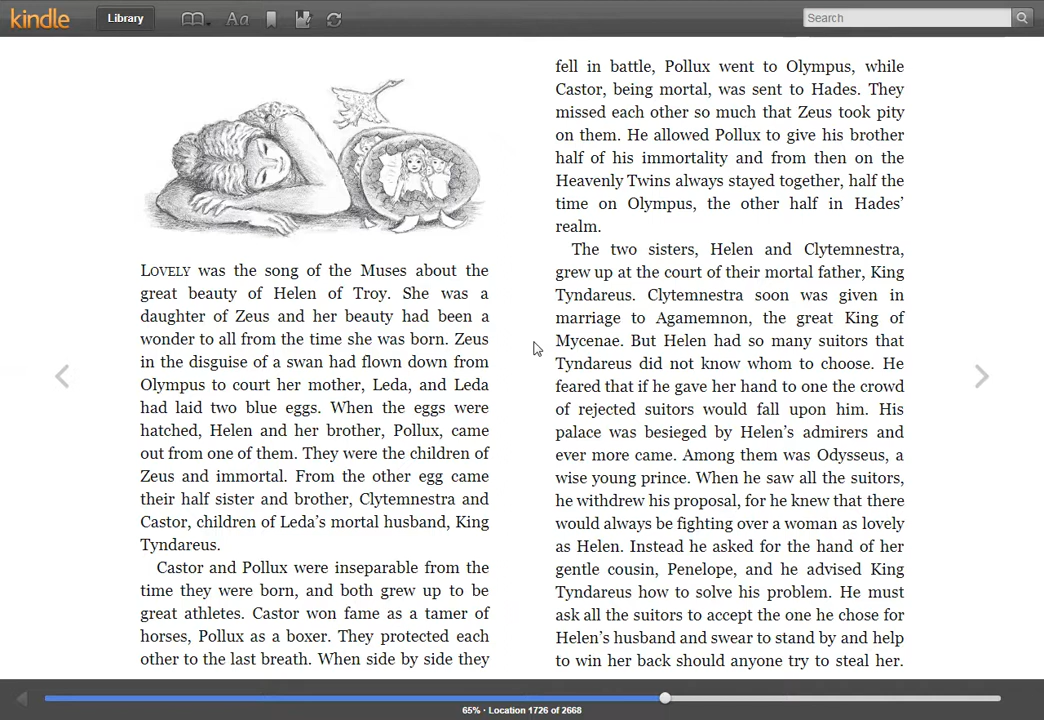 kindle
Library
Aa
Search
LOVELY was the song of the Muses about the
great beauty of Helen of Troy. She was a
daughter of Zeus and her beauty had been a
wonder to all from the time she was born. Zeus
in the disguise of a swan had flown down from
Olympus to court her mother, Leda, and Leda
had laid two blue eggs. When the eggs were
hatched, Helen and her brother, Pollux, came
out from one of them. They were the children of
Zeus and immortal. From the other egg came
their half sister and brother, Clytemnestra and
Castor, children of Leda’s mortal husband, King
Tyndareus.
Castor and Pollux were inseparable from the
time they were born, and both grew up to be
great athletes. Castor won fame as a tamer of
horses, Pollux as a boxer. They protected each
other to the last breath. When side by side they
fell in battle, Pollux went to Olympus, while
Castor, being mortal, was sent to Hades. They
missed each other so much that Zeus took pity
on them. He allowed Pollux to give his brother
half of his immortality and from then on the
Heavenly Twins always stayed together, half the
time on Olympus, the other half in Hades’
realm.
The two sisters, Helen and Clytemnestra,
grew up at the court of their mortal father, King
Tyndareus. Clytemnestra soon was given in
marriage to Agamemnon, the great King of
Mycenae. But Helen had so many suitors that
Tyndareus did not know whom to choose. He
feared that if he gave her hand to one the crowd
of rejected suitors would fall upon him. His
palace was besieged by Helen’s admirers and
ever more came. Among them was Odysseus, a
wise young prince. When he saw all the suitors,
he withdrew his proposal, for he knew that there
would always be fighting over a woman as lovely
as Helen. Instead he asked for the hand of her
gentle cousin, Penelope, and he advised King
Tyndareus how to solve his problem. He must
ask all the suitors to accept the one he chose for
Helen’s husband and swear to stand by and help
to win her back should anyone try to steal her.
65% · Location 1726 of 2668